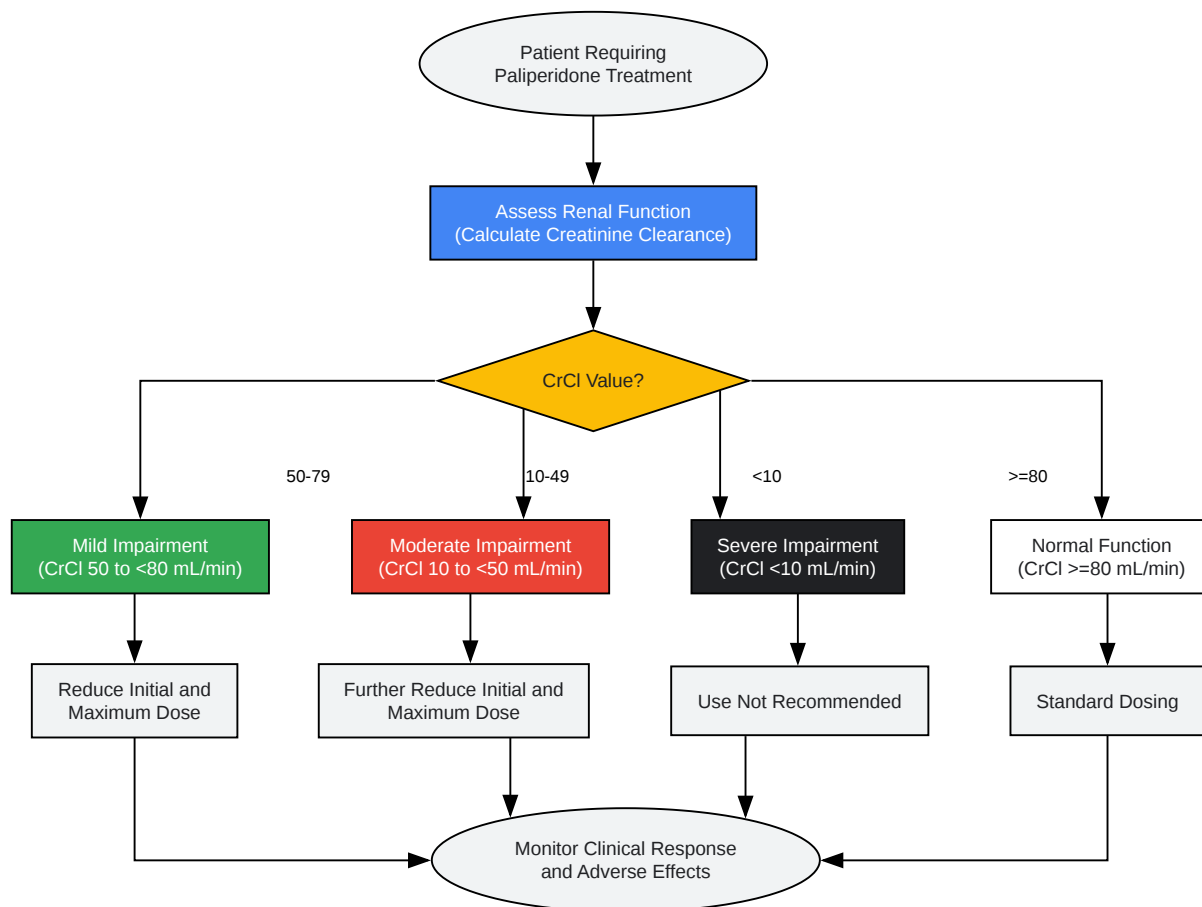 Patient Requiring
Paliperidone Treatment
Assess Renal Function
(Calculate Creatinine Clearance)
CrCl Value?
50-79
10-49
<10
>=80
Mild Impairment
(CrCl 50 to <80 mL/min)
Moderate Impairment
(CrCl 10 to <50 mL/min)
Severe Impairment
(CrCl <10 mL/min)
Normal Function
(CrCl >=80 mL/min)
Reduce Initial and
Maximum Dose
Further Reduce Initial and
Maximum Dose
Use Not Recommended
Standard Dosing
Monitor Clinical Response
and Adverse Effects